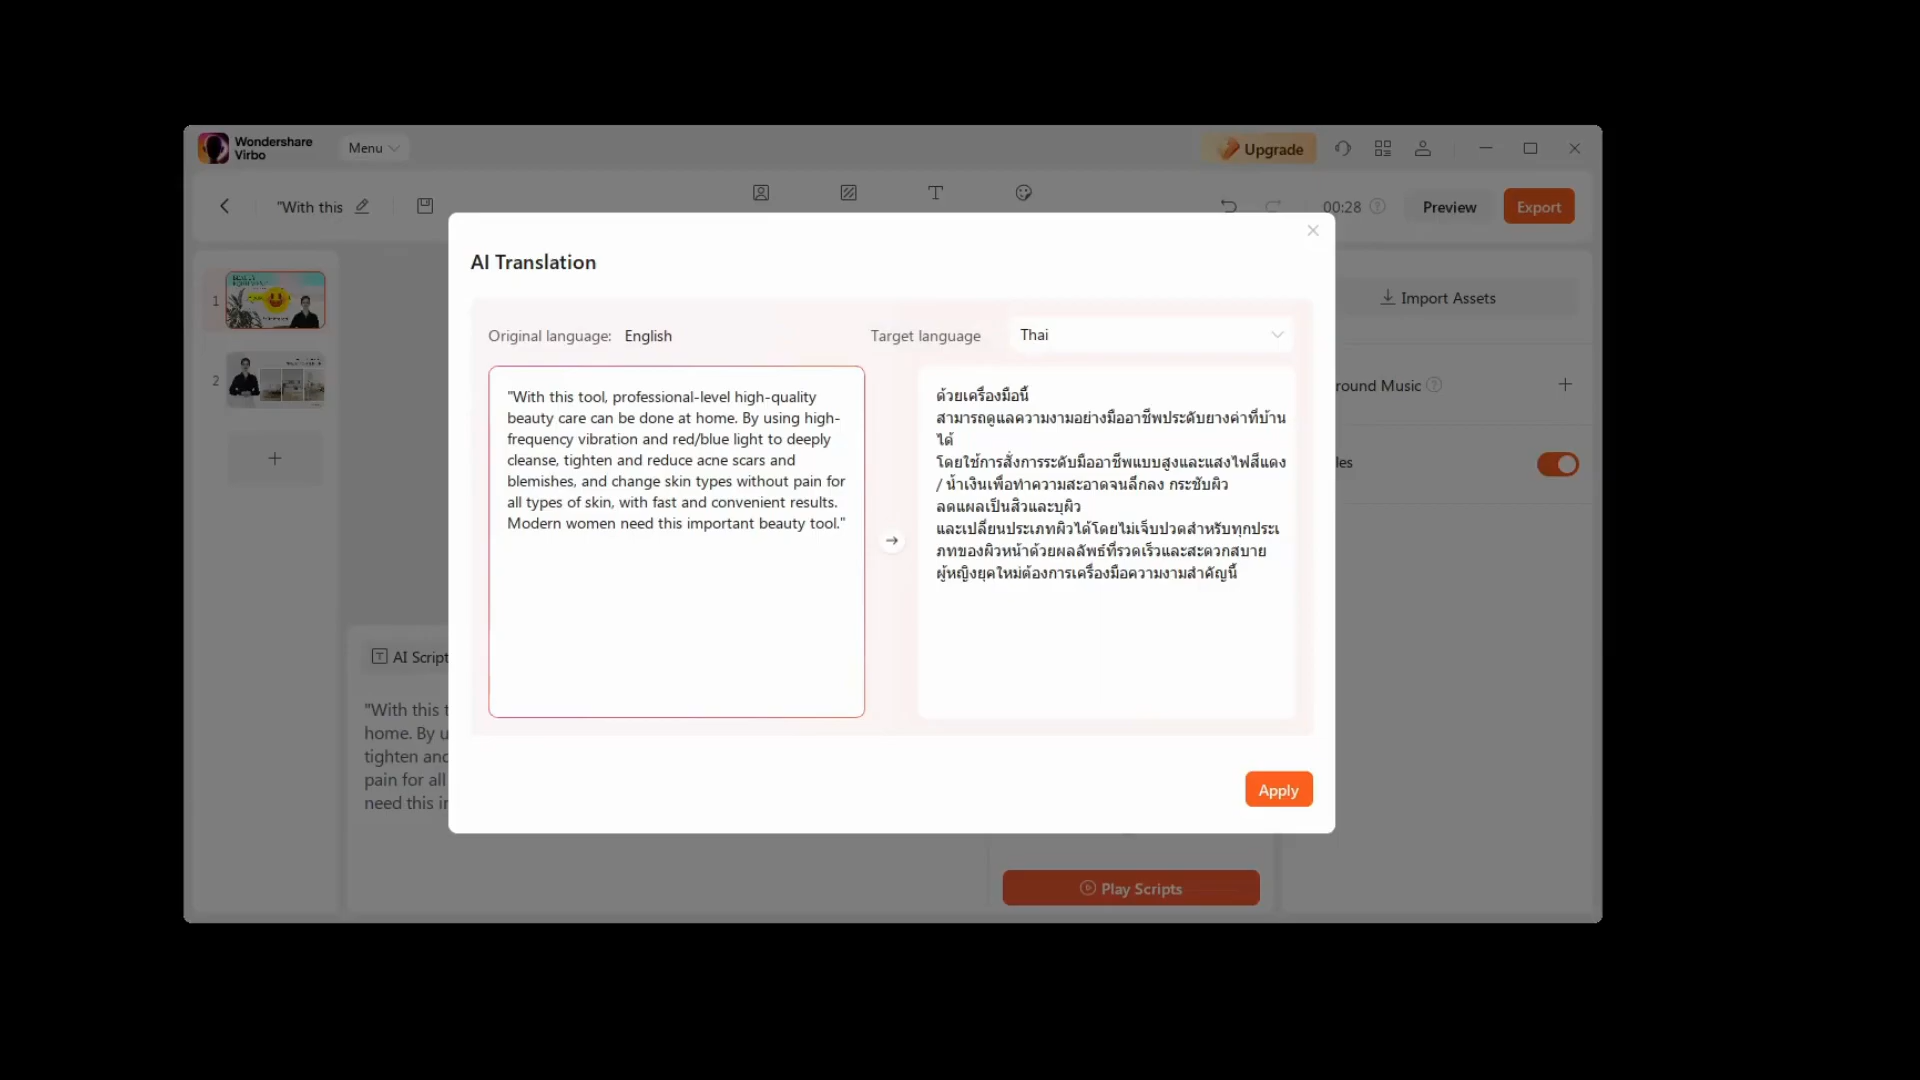 Wondershare
Virbo
Menu
Upgrade
"With this
00:28
Preview
Export
AI Translation
Import Assets
Original language: English
Target language
Thai
round Music
les
1
2
"With this tool, professional-level high-quality
beauty care can be done at home. By using high-
frequency vibration and red/blue light to deeply
cleanse, tighten and reduce acne scars and
blemishes, and change skin types without pain for
all types of skin, with fast and convenient results.
Modern women need this important beauty tool."
ด้วยเครื่องมือนี้
สามารถดูแลความงามอย่างมืออาชีพประดับยางค่าที่บ้าน
ได้
โดยใช้การสั่งการระดับมืออาชีพแบบสูงและแสงไฟสีแดง
/ น้ำเงินเพื่อทำความสะอาดจนลึกลง กระชับผิว
ลดแผลเป็นสิวและบุผิว
และเปลี่ยนประเภทผิวได้โดยไม่เจ็บปวดสำหรับทุกประเ
ภทของผิวหน้าด้วยผลลัพธ์ที่รวดเร็วและสะดวกสบาย
ผู้หญิงยุคใหม่ต้องการเครื่องมือความงามสำคัญนี้
AI Script
"With this t
home. By u
tighten and
pain for all
need this ir
Apply
Play Scripts